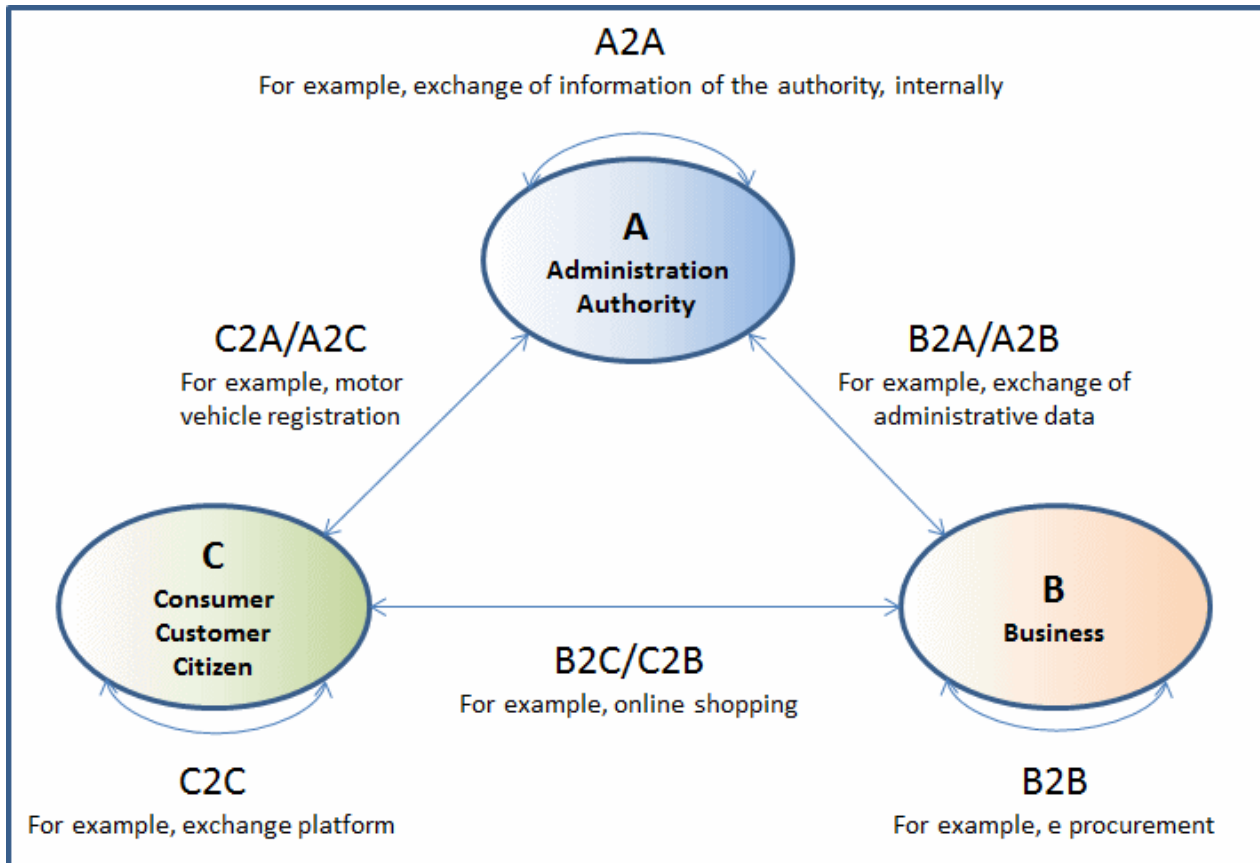 A2A
For example, exchange of information of the authority, internally
A
Administration
Authority
C2A/A2C
For example, motor
vehicle registration
B2A/A2B
For example, exchange of
administrative data
C
Consumer
Customer
Citizen
B
Business
B2C/C2B
For example, online shopping
C2C
For example, exchange platform
B2B
For example, e procurement